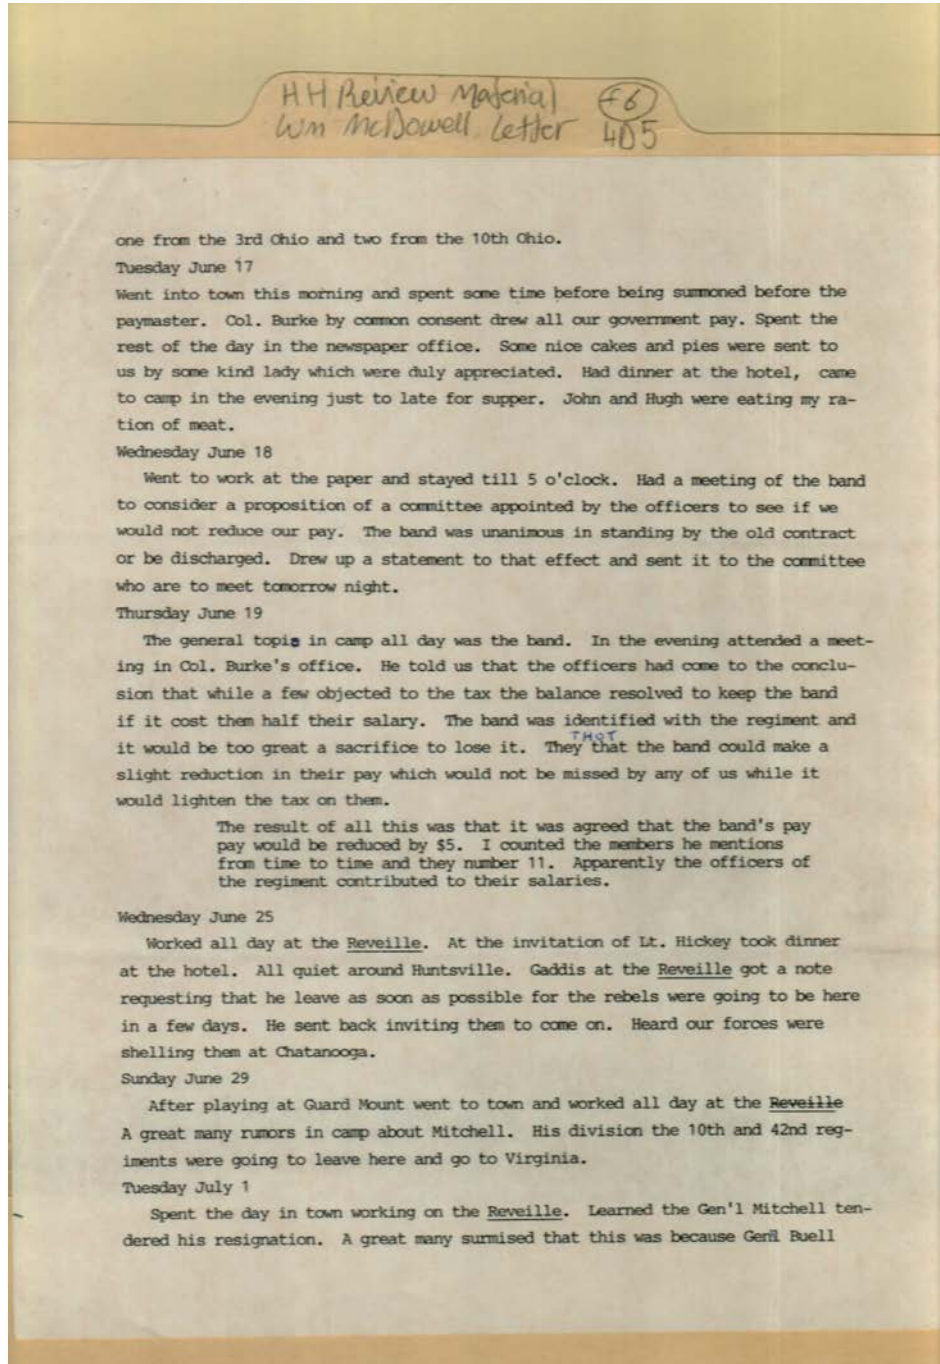 HH Review Material F6
Wm McDowell Letter 4D5
one from the 3rd Ohio and two from the 10th Ohio.
Tuesday June 17
Went into town this morning and spent some time before being summoned before the
paymaster. Col. Burke by common consent drew all our government pay. Spent the
rest of the day in the newspaper office. Some nice cakes and pies were sent to
us by some kind lady which were duly appreciated. Had dinner at the hotel, came
to camp in the evening just to late for supper. John and Hugh were eating my ra-
tion of meat.
Wednesday June 18
Went to work at the paper and stayed till 5 o'clock. Had a meeting of the band
to consider a proposition of a committee appointed by the officers to see if we
would not reduce our pay. The band was unanimous in standing by the old contract
or be discharged. Drew up a statement to that effect and sent it to the committee
who are to meet tomorrow night.
Thursday June 19
The general topis in camp all day was the band. In the evening attended a meet-
ing in Col. Burke's office. He told us that the officers had come to the conclu-
sion that while a few objected to the tax the balance resolved to keep the band
if it cost them half their salary. The band was identified with the regiment and
THOT
it would be too great a sacrifice to lose it. They that the band could make a
slight reduction in their pay which would not be missed by any of us while it
would lighten the tax on them.
The result of all this was that it was agreed that the band's pay
pay would be reduced by $5. I counted the members he mentions
from time to time and they number 11. Apparently the officers of
the regiment contributed to their salaries.
Wednesday June 25
Worked all day at the Reveille. At the invitation of Lt. Hickey took dinner
at the hotel. All quiet around Huntsville. Gaddis at the Reveille got a note
requesting that he leave as soon as possible for the rebels were going to be here
in a few days. He sent back inviting them to come on. Heard our forces were
shelling them at Chatanooga.
Sunday June 29
After playing at Guard Mount went to town and worked all day at the Reveille
A great many rumors in camp about Mitchell. His division the 10th and 42nd reg-
iments were going to leave here and go to Virginia.
Tuesday July 1
Spent the day in town working on the Reveille. Learned the Gen'l Mitchell ten-
dered his resignation. A great many surmised that this was because Genl Buell